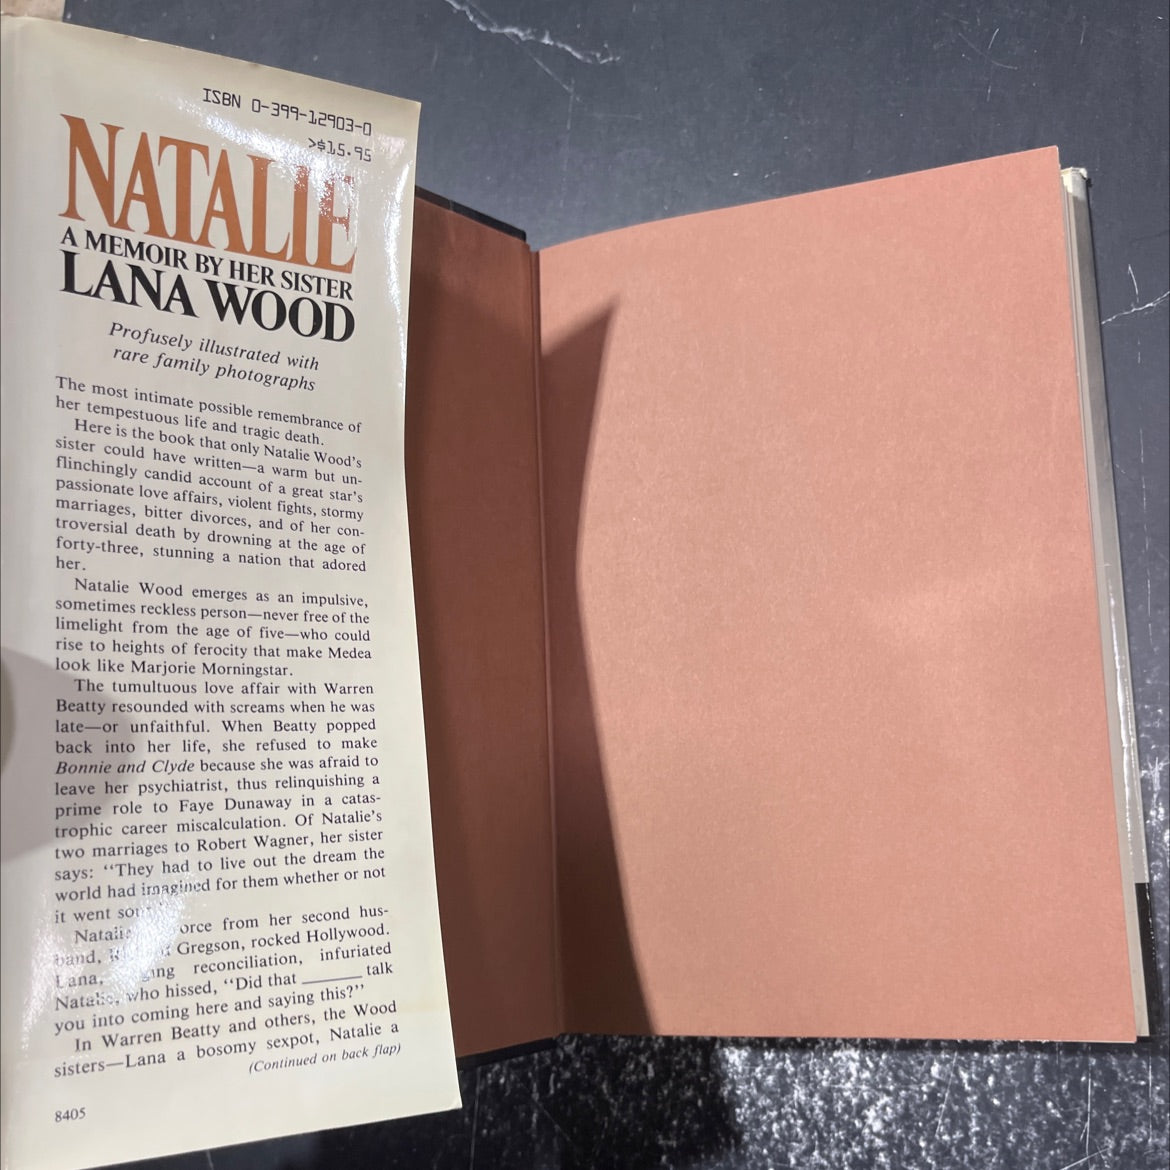 ISBN 0-399-12903-0
>$15.95
NATALIE
A MEMOIR BY HER SISTER
LANA WOOD
Profusely illustrated with
rare family photographs
The most intimate possible remembrance of
her tempestuous life and tragic death.
Here is the book that only Natalie Wood's
sister could have written—a warm but un-
flinchingly candid account of a great star's
passionate love affairs, violent fights, stormy
marriages, bitter divorces, and of her con-
troversial death by drowning at the age of
forty-three, stunning a nation that adored
her.
Natalie Wood emerges as an impulsive,
sometimes reckless person—never free of the
limelight from the age of five—who could
rise to heights of ferocity that make Medea
look like Marjorie Morningstar.
The tumultuous love affair with Warren
Beatty resounded with screams when he was
late—or unfaithful. When Beatty popped
back into her life, she refused to make
Bonnie and Clyde because she was afraid to
leave her psychiatrist, thus relinquishing a
prime role to Faye Dunaway in a catas-
trophic career miscalculation. Of Natalie's
two marriages to Robert Wagner, her sister
says: "They had to live out the dream the
world had imagined for them whether or not
it went
from her second hus-
band, Gregson, rocked Hollywood.
Lana, reconciliation, infuriated
Natalie, who hissed, "Did that ______ talk
you into coming here and saying this?"
In Warren Beatty and others, the Wood
sisters—Lana a bosomy sexpot, Natalie a
(Continued on back flap)
8405